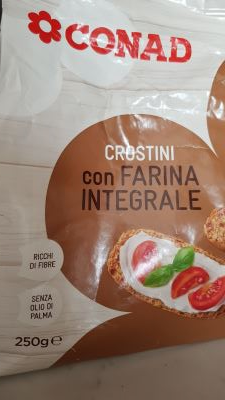 CONAD
CROSTINI
con FARINA
INTEGRALE
RICCHI
DI FIBRE
SENZA
OLIO DI
PALMA
250g℮